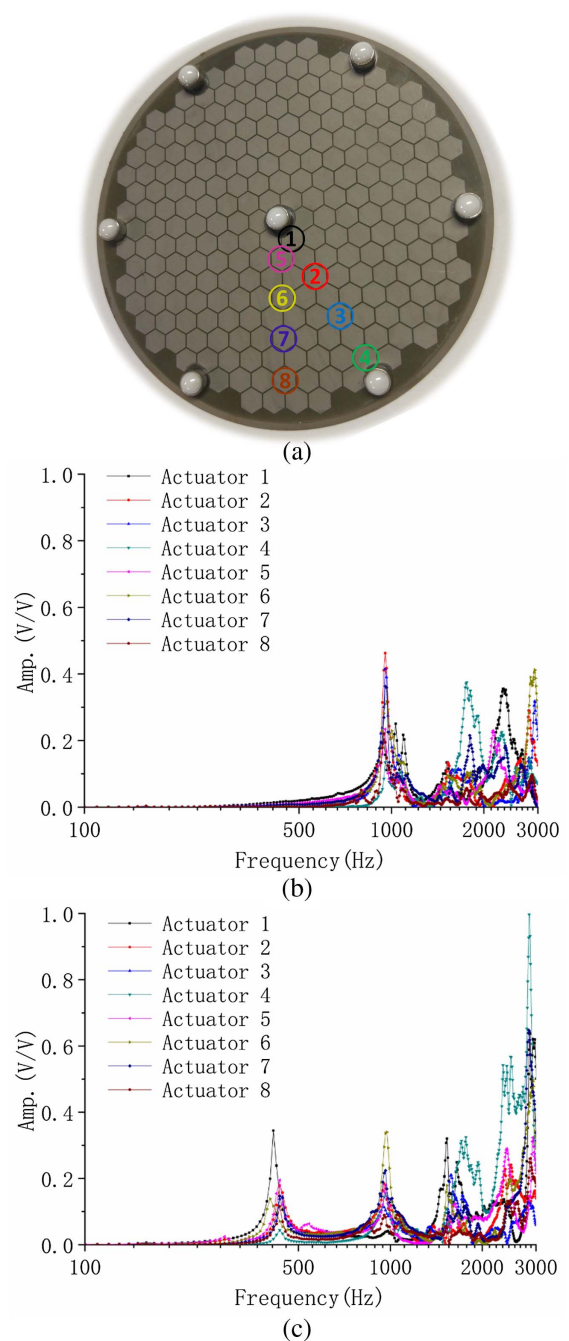 1
5
2
6
3
7
4
8
(a)
1.0
0.8
0.6
0.4
0.2
0.0
Amp.(V/V)
Actuator 1
Actuator 2
Actuator 3
Actuator 4
Actuator 5
Actuator 6
Actuator 7
Actuator 8
100 500 1000 2000 3000
Frequency(Hz)
(b)
1.0
0.8
0.6
0.4
0.2
0.0
Amp.(V/V)
Actuator 1
Actuator 2
Actuator 3
Actuator 4
Actuator 5
Actuator 6
Actuator 7
Actuator 8
100 500 1000 2000 3000
Frequency(Hz)
(c)